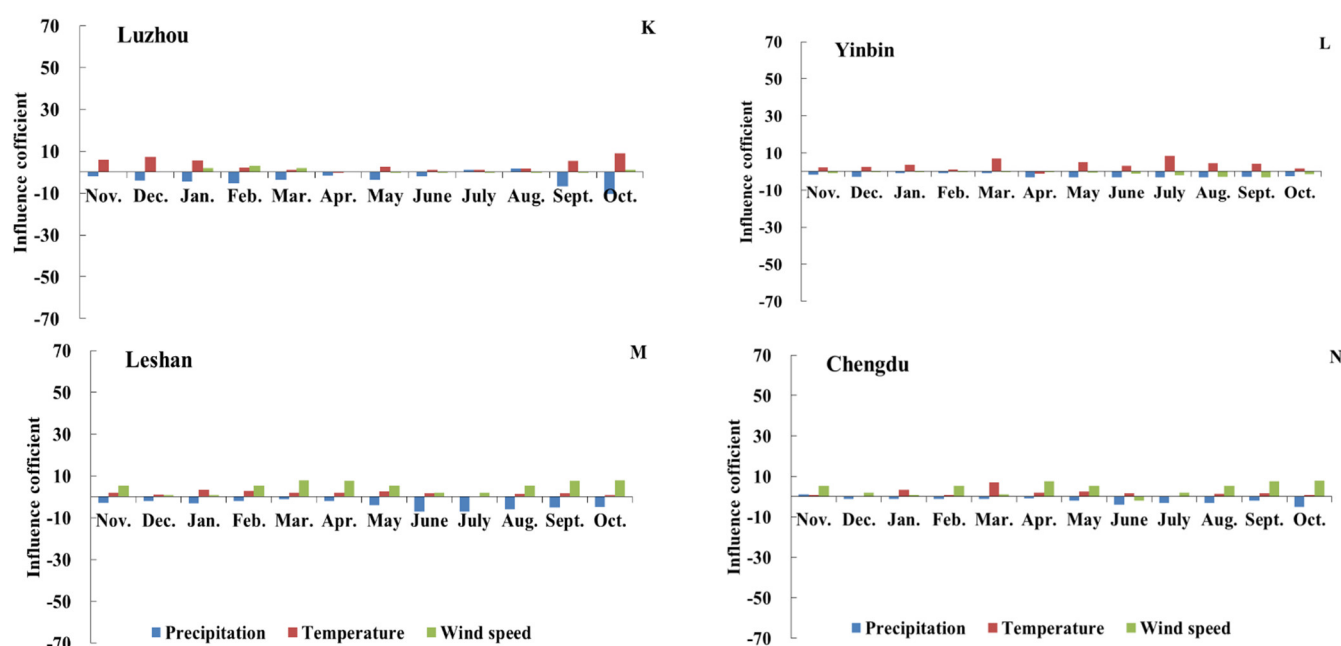 Luzhou
K
Influence cofficient
70
50
30
10
-10
-30
-50
-70
Nov. Dec. Jan. Feb. Mar. Apr. May June July Aug. Sept. Oct.
Yinbin
L
Influence cofficient
70
50
30
10
-10
-30
-50
-70
Nov. Dec. Jan. Feb. Mar. Apr. May June July Aug. Sept. Oct.
Leshan
M
Influence cofficient
70
50
30
10
-10
-30
-50
-70
Nov. Dec. Jan. Feb. Mar. Apr. May June July Aug. Sept. Oct.
Precipitation Temperature Wind speed
Chengdu
N
Influence cofficient
70
50
30
10
-10
-30
-50
-70
Nov. Dec. Jan. Feb. Mar. Apr. May June July Aug. Sept. Oct.
Precipitation Temperature Wind speed